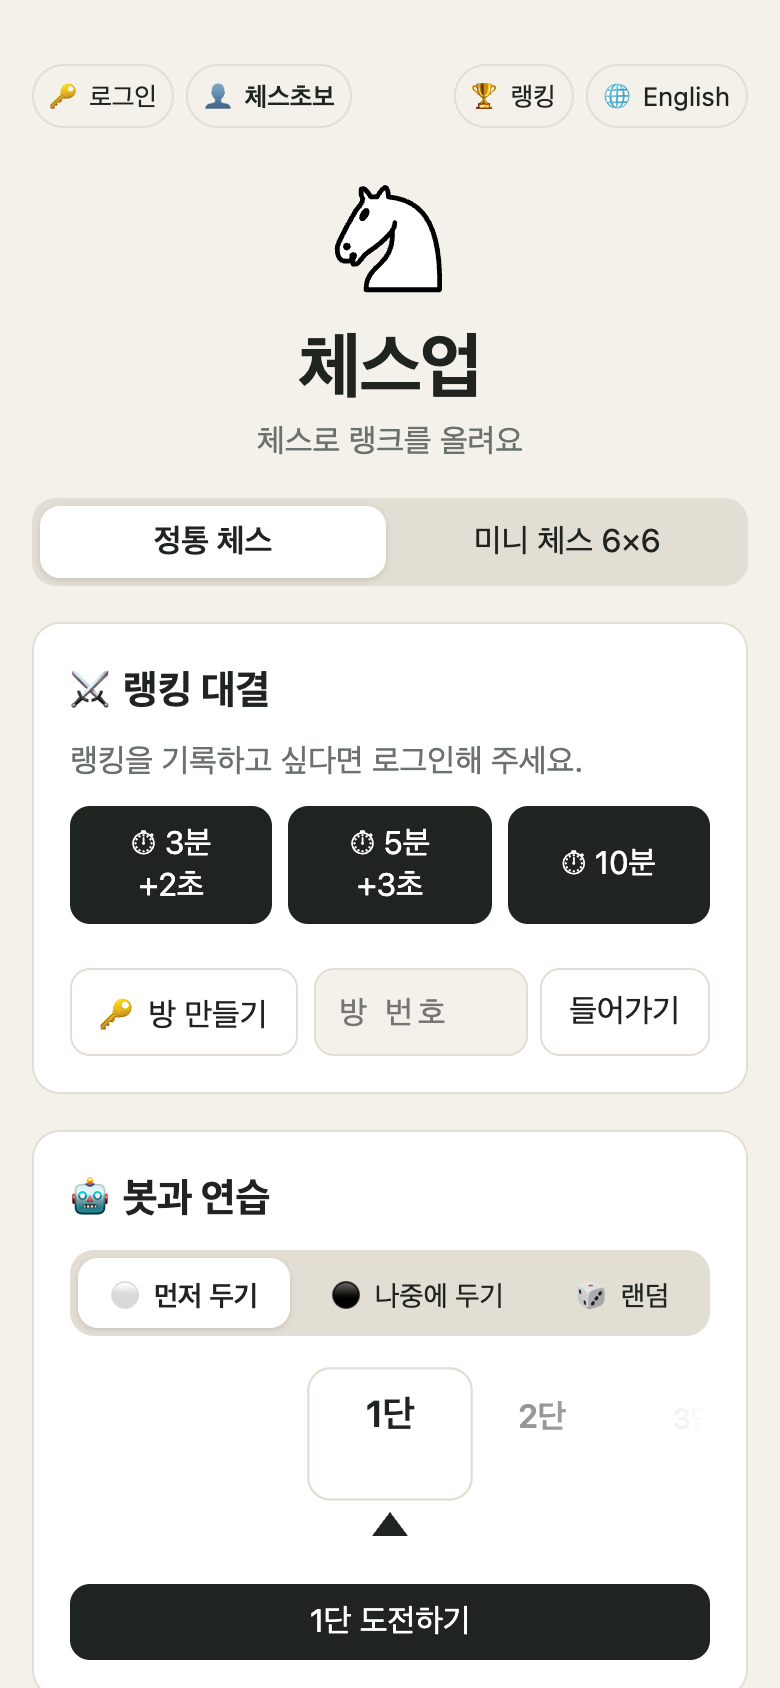 로그인 체스초보 랭킹 English
체스업
체스로 랭크를 올려요
정통 체스 미니 체스 6×6
랭킹 대결
랭킹을 기록하고 싶다면 로그인해 주세요.
3분 +2초
5분 +3초
10분
방 만들기 방 번호 들어가기
봇과 연습
먼저 두기 나중에 두기 랜덤
1단 2단
1단 도전하기